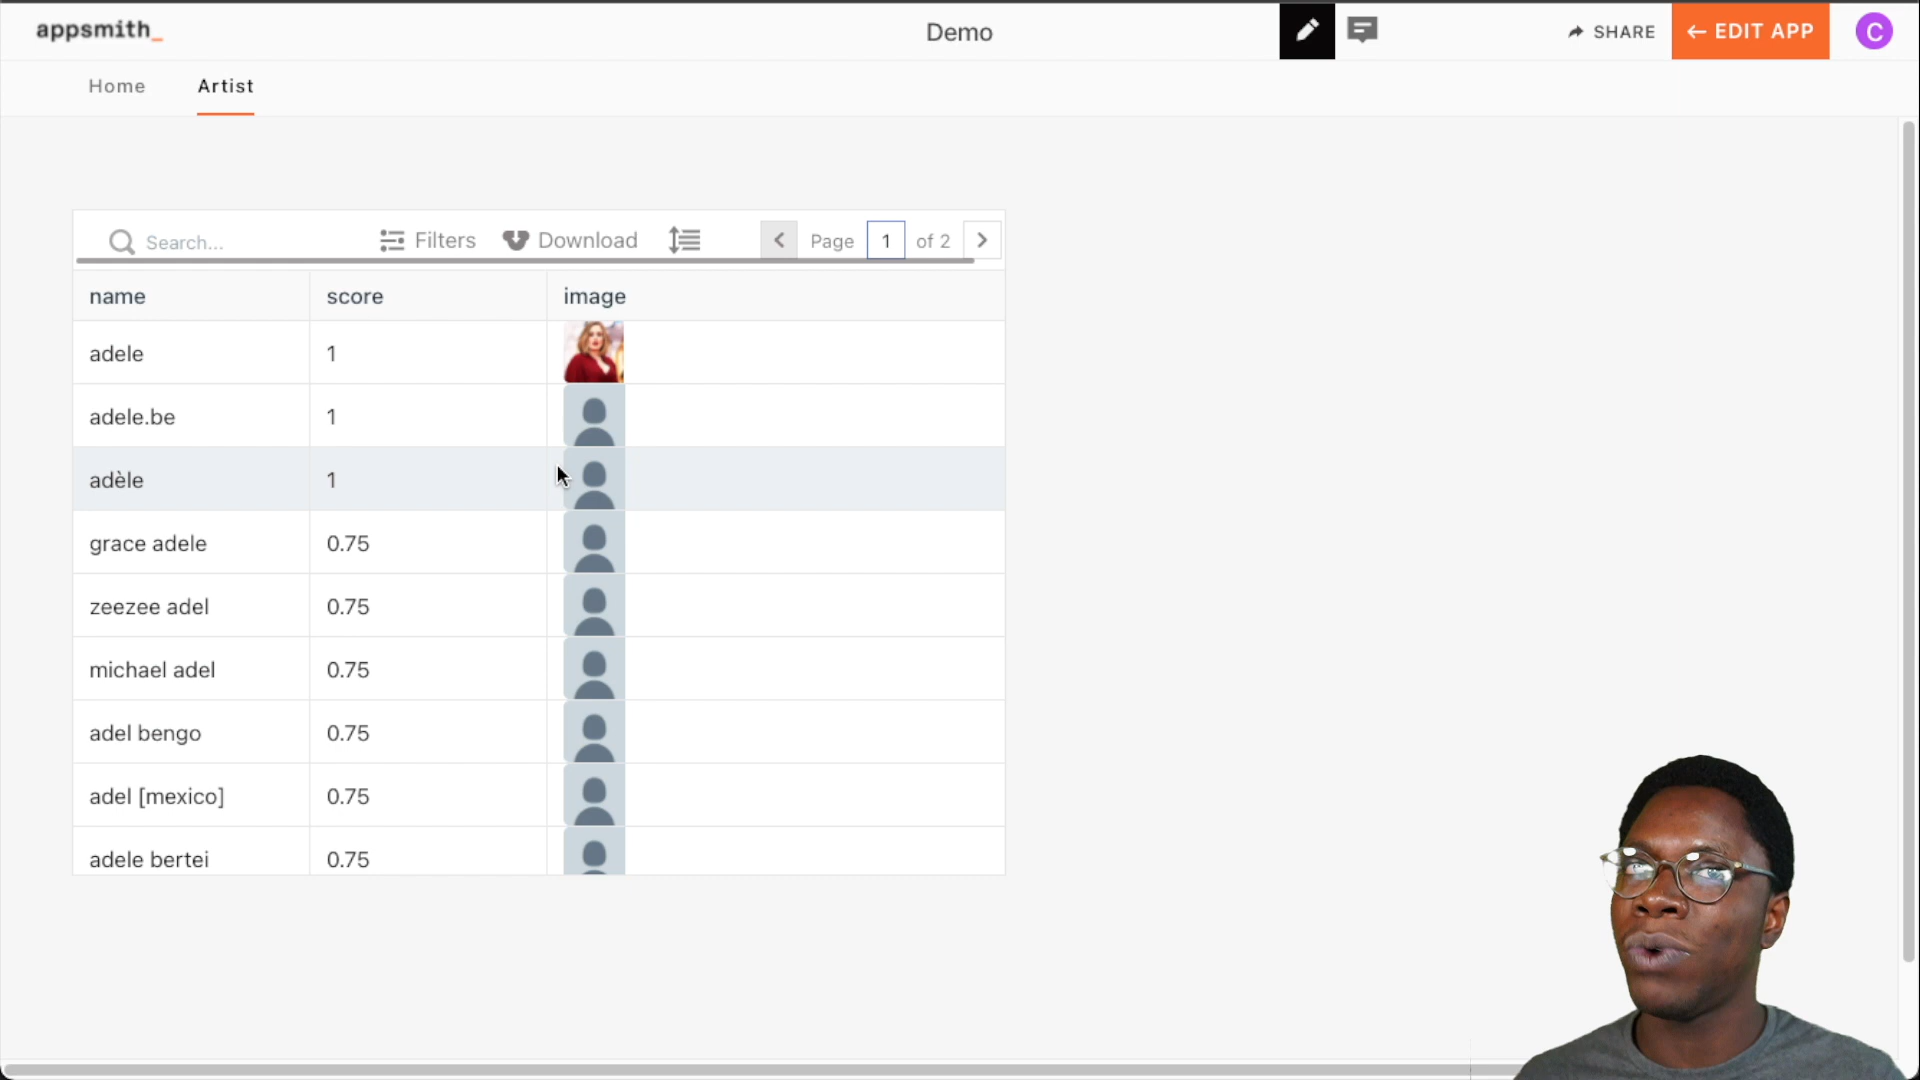 appsmith_
Demo
SHARE
← EDIT APP
C
Home
Artist
Search...
Filters
Download
Page
1
of 2
name
score
image
adele
1
adele.be
1
adèle
1
grace adele
0.75
zeezee adel
0.75
michael adel
0.75
adel bengo
0.75
adel [mexico]
0.75
adele bertei
0.75